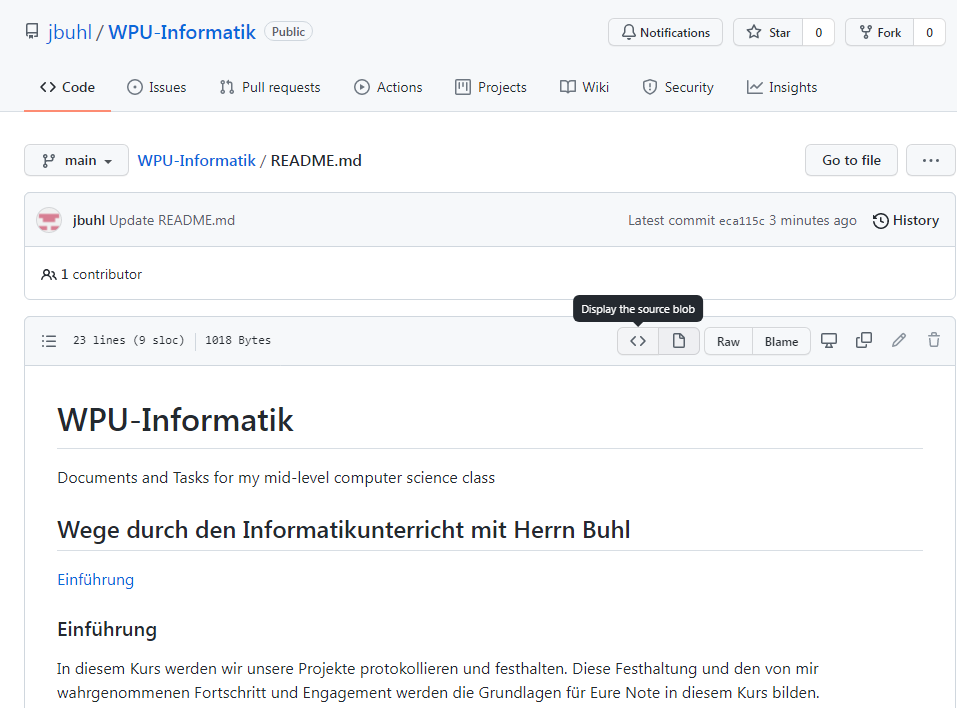 jbuhl / WPU-Informatik Public Notifications Star 0 Fork 0
Code Issues Pull requests Actions Projects Wiki Security Insights
main WPU-Informatik / README.md Go to file ...
jbuhl Update README.md Latest commit eca115c 3 minutes ago History
1 contributor
Display the source blob
23 lines (9 sloc) 1018 Bytes <> Raw Blame
WPU-Informatik
Documents and Tasks for my mid-level computer science class
Wege durch den Informatikunterricht mit Herrn Buhl
Einführung
Einführung
In diesem Kurs werden wir unsere Projekte protokollieren und festhalten. Diese Festhaltung und den von mir
wahrgenommenen Fortschritt und Engagement werden die Grundlagen für Eure Note in diesem Kurs bilden.